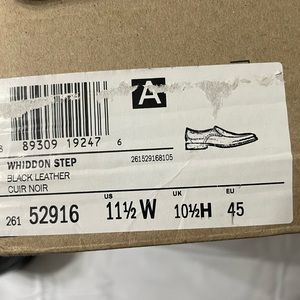 A
8 89309 19247 6
261529168105
WHIDDON STEP
BLACK LEATHER
CUIR NOIR
US UK EU
261 52916 11½ W 10½H 45